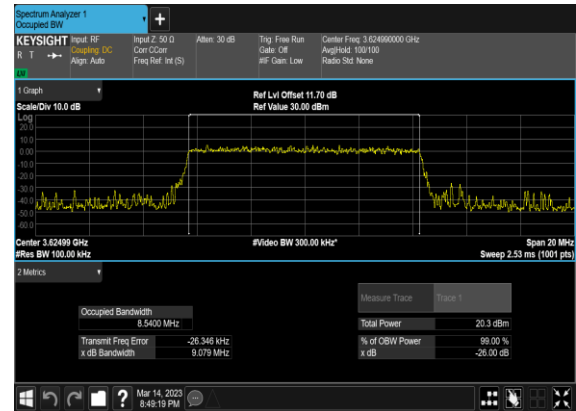 Spectrum Analyzer 1
Occupied BW
+
KEYSIGHT Input: RF Input Z: 50 Ω Atten: 30 dB Trig: Free Run Center Freq: 3.624990000 GHz
R T Coupling: DC Corr CCorr Gate: Off Avg|Hold: 100/100
Align: Auto Freq Ref: Int (S) #IF Gain: Low Radio Std: None
LXI
1 Graph
Ref Lvl Offset 11.70 dB
Scale/Div 10.0 dB Ref Value 30.00 dBm
Log
20.0
10.0
0.00
-10.0
-20.0
-30.0
-40.0
-50.0
-60.0
Center 3.62499 GHz #Video BW 300.00 kHz* Span 20 MHz
#Res BW 100.00 kHz Sweep 2.53 ms (1001 pts)
2 Metrics
Measure Trace Trace 1
Occupied Bandwidth
8.5400 MHz Total Power 20.3 dBm
Transmit Freq Error -26.346 kHz % of OBW Power 99.00 %
x dB Bandwidth 9.079 MHz x dB -26.00 dB
? Mar 14, 2023
8:49:19 PM